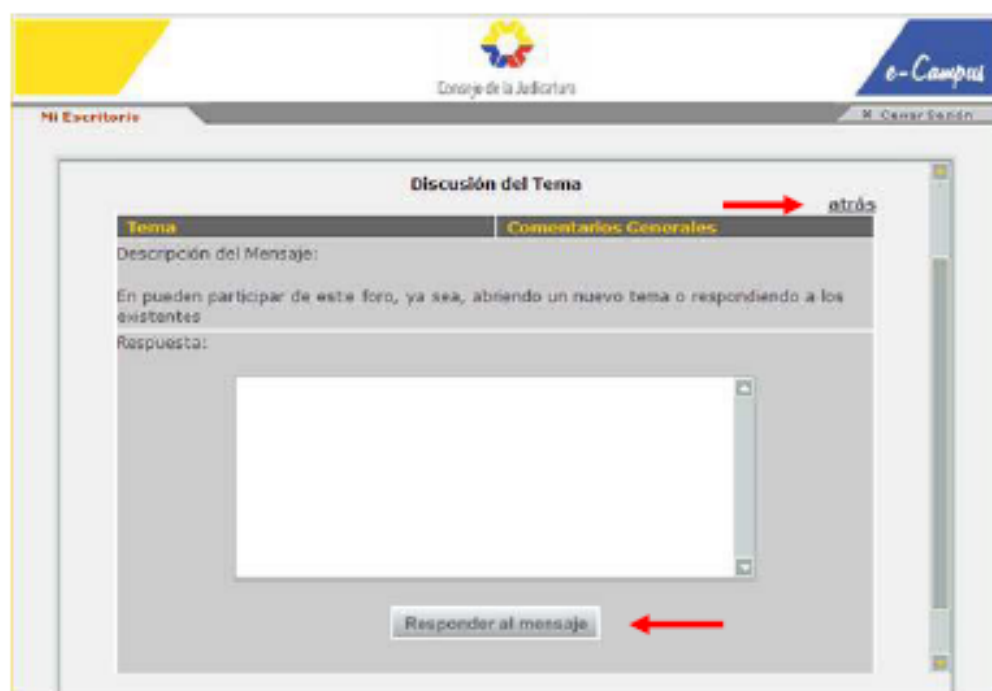 Consejo de la Judicatura
e-Campus
Mi Escritorio
Cerrar Sesión
Discusión del Tema
atrás
Tema
Comentarios Generales
Descripción del Mensaje:
En pueden participar de este foro, ya sea, abriendo un nuevo tema o respondiendo a los
existentes
Respuesta:
Responder al mensaje